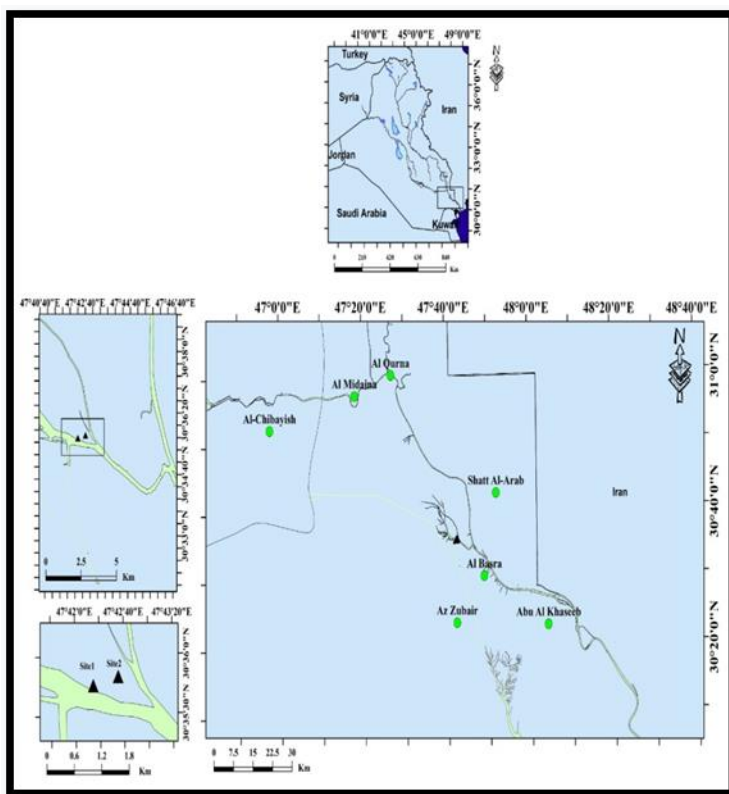 41°0'0"E 45°0'0"E 49°0'0"E
N
Turkey
Syria
Iran
Jordan
Saudi Arabia
Kuwait
36°0'0"N
33°0'0"N
30°0'0"N
0 210 420 630 840
Km
47°40'40"E 47°42'40"E 47°44'40"E 47°46'40"E
30°38'0"N
30°36'20"N
30°34'40"N
30°33'0"N
0 2.5 5
Km
47°42'0"E 47°42'40"E 47°43'20"E
Site1
Site2
30°36'0"N
30°35'30"N
0 0.6 1.2 1.8
Km
47°0'0"E 47°20'0"E 47°40'0"E 48°0'0"E 48°20'0"E 48°40'0"E
N
Al Qurna
Al Midaina
Al-Chibayish
Shatt Al-Arab
Iran
Al Basra
Az Zubair
Abu Al Khaseeb
31°0'0"N
30°40'0"N
30°20'0"N
0 7.5 15 22.5 30
Km